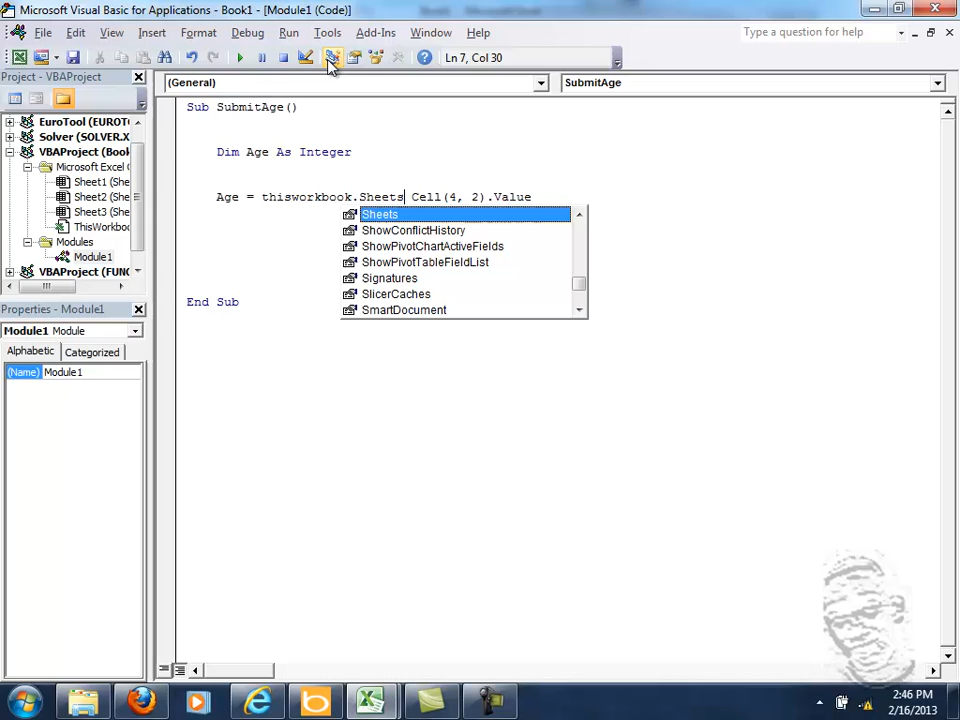 Microsoft Visual Basic for Applications - Book1 - [Module1 (Code)]
File Edit View Insert Format Debug Run Tools Add-Ins Window Help
Type a question for help
Ln 7, Col 30
Project - VBAProject
(General)
SubmitAge
EuroTool (EUROT
Solver (SOLVER.X
VBAProject (Book
Microsoft Excel
Sheet1 (She
Sheet2 (She
Sheet3 (She
ThisWorkbo
Modules
Module1
VBAProject (FUNC
Properties - Module1
Module1 Module
Alphabetic Categorized
(Name) Module1
Sub SubmitAge()
Dim Age As Integer
Age = thisworkbook.Sheets Cell(4, 2).Value
Sheets
ShowConflictHistory
ShowPivotChartActiveFields
ShowPivotTableFieldList
Signatures
SlicerCaches
SmartDocument
End Sub
2:46 PM
2/16/2013